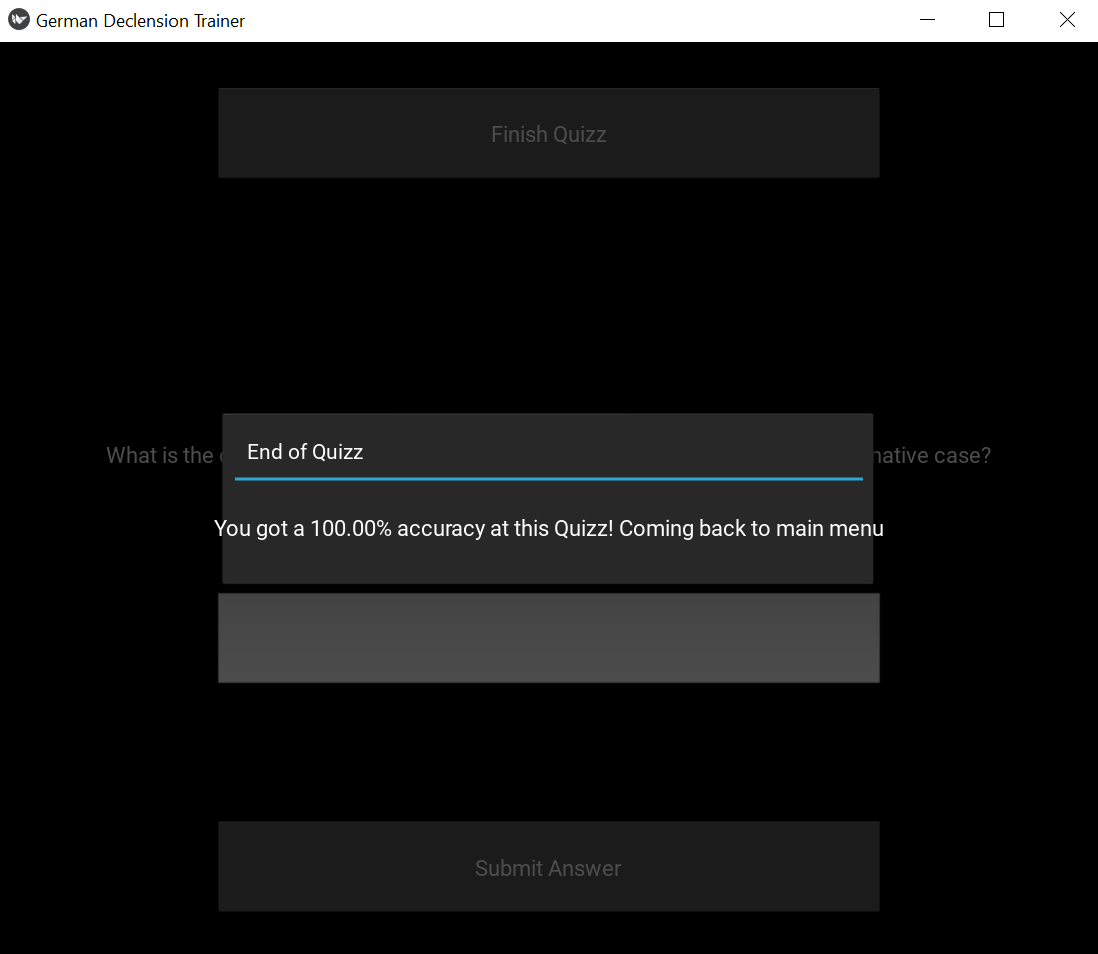 German Declension Trainer
Finish Quizz
What is the
native case?
End of Quizz
You got a 100.00% accuracy at this Quizz! Coming back to main menu
Submit Answer